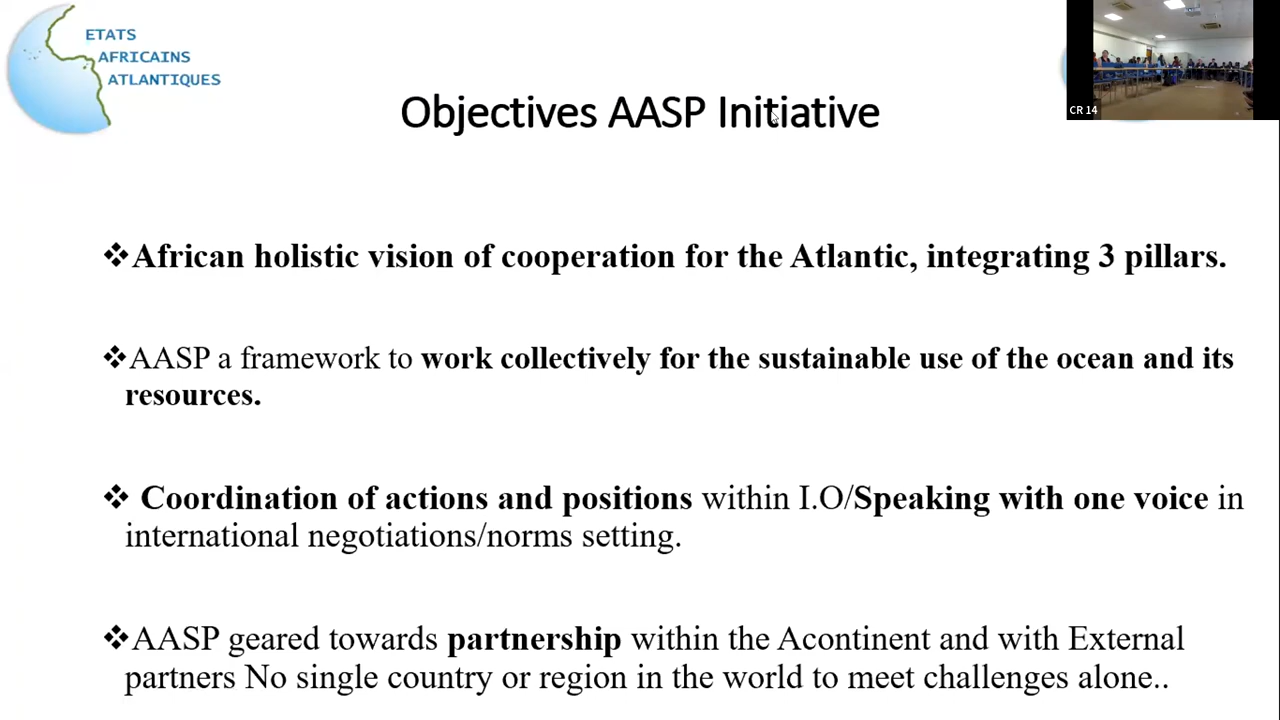 ETATS
AFRICAINS
ATLANTIQUES
CR 14
Objectives AASP Initiative
❖African holistic vision of cooperation for the Atlantic, integrating 3 pillars.
❖AASP a framework to work collectively for the sustainable use of the ocean and its
resources.
❖ Coordination of actions and positions within I.O/Speaking with one voice in
international negotiations/norms setting.
❖AASP geared towards partnership within the Acontinent and with External
partners No single country or region in the world to meet challenges alone..